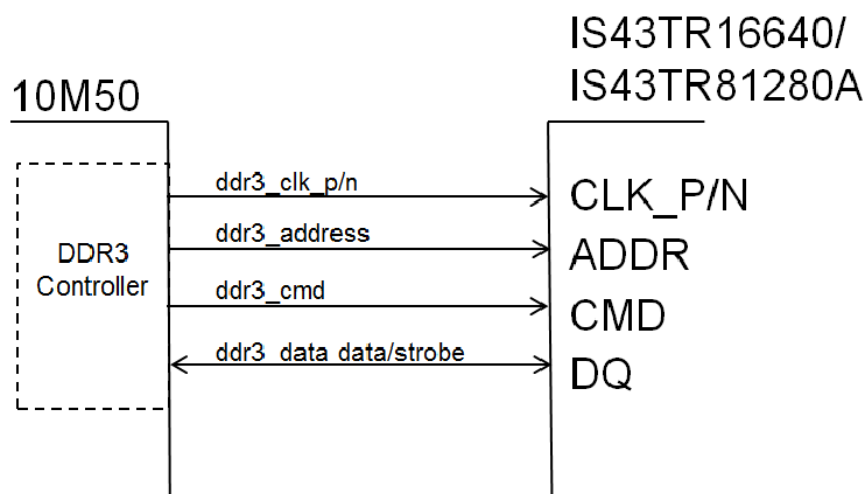 IS43TR16640/
IS43TR81280A
10M50
ddr3_clk_p/n
CLK_P/N
ddr3_address
ADDR
DDR3
Controller
ddr3_cmd
CMD
ddr3_data data/strobe
DQ